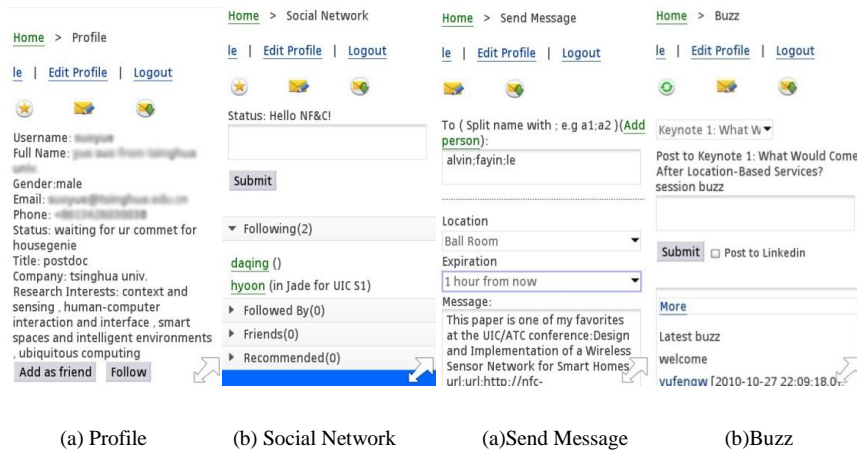 Home > Profile
le | Edit Profile | Logout
Username:
Full Name:
Gender:male
Email:
Phone:
Status: waiting for ur commet for
housegenie
Title: postdoc
Company: tsinghua univ.
Research Interests: context and
sensing , human-computer
interaction and interface , smart
spaces and intelligent environments
, ubiquitous computing
Add as friend Follow
(a) Profile
Home > Social Network
le | Edit Profile | Logout
Status: Hello NF&C!
Submit
Following(2)
daqing ()
hyoon (in Jade for UIC S1)
Followed By(0)
Friends(0)
Recommended(0)
(b) Social Network
Home > Send Message
le | Edit Profile | Logout
To ( Split name with ; e.g a1;a2 )(Add
person):
alvin;fayin;le
Location
Ball Room
Expiration
1 hour from now
Message:
This paper is one of my favorites
at the UIC/ATC conference:Design
and Implementation of a Wireless
Sensor Network for Smart Homes
url:url:http://nfc-
(a)Send Message
Home > Buzz
le | Edit Profile | Logout
Keynote 1: What W
Post to Keynote 1: What Would Come
After Location-Based Services?
session buzz
Submit Post to Linkedin
More
Latest buzz
welcome
yufengw [2010-10-27 22:09:18.0]:
(b)Buzz